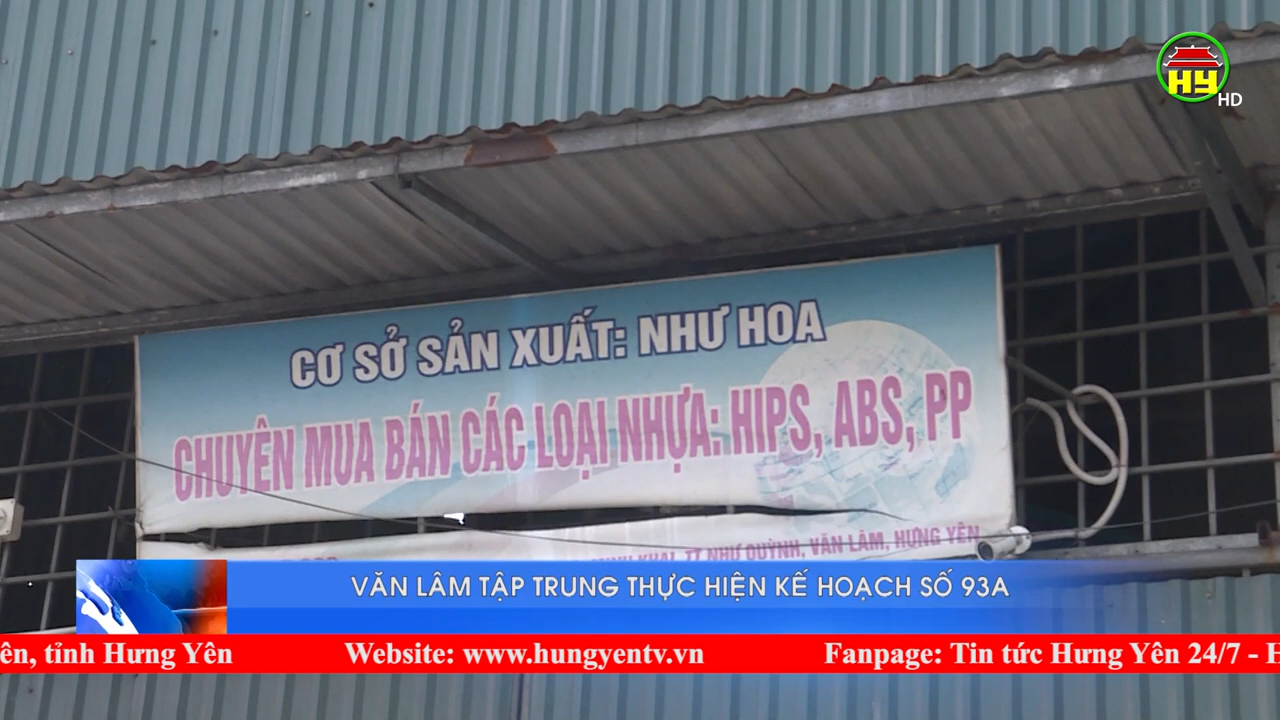 HY
HD
CƠ SỞ SẢN XUẤT: NHƯ HOA
CHUYÊN MUA BÁN CÁC LOẠI NHỰA: HIPS, ABS, PP
KHAI, TT NHƯ QUỲNH, VĂN LÂM, HƯNG YÊN
VĂN LÂM TẬP TRUNG THỰC HIỆN KẾ HOẠCH SỐ 93A
ên, tỉnh Hưng Yên Website: www.hungyentv.vn Fanpage: Tin tức Hưng Yên 24/7 - H